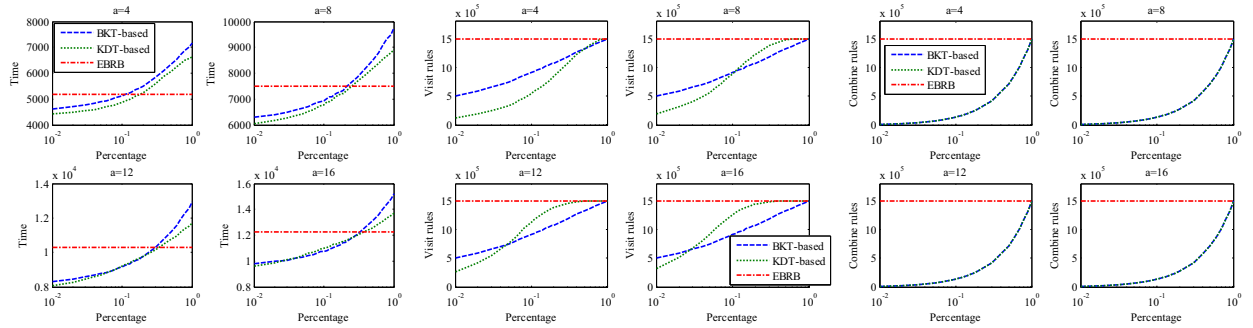 a=4
8000
7000
6000
5000
4000
Time
BKT-based
KDT-based
EBRB
10^-2
10^-1
10^0
Percentage
a=8
10000
9000
8000
7000
6000
Time
10^-2
10^-1
10^0
Percentage
a=4
x 10^5
15
10
5
0
Visit rules
10^-2
10^-1
10^0
Percentage
a=8
x 10^5
15
10
5
0
Visit rules
10^-2
10^-1
10^0
Percentage
a=4
x 10^5
15
10
5
0
Combine rules
BKT-based
KDT-based
EBRB
10^-2
10^-1
10^0
Percentage
a=8
x 10^5
15
10
5
0
Combine rules
10^-2
10^-1
10^0
Percentage
a=12
x 10^4
1.4
1.2
1
0.8
Time
10^-2
10^-1
10^0
Percentage
a=16
x 10^4
1.6
1.4
1.2
1
0.8
Time
10^-2
10^-1
10^0
Percentage
a=12
x 10^5
15
10
5
0
Visit rules
10^-2
10^-1
10^0
Percentage
a=16
x 10^5
15
10
5
0
Visit rules
BKT-based
KDT-based
EBRB
10^-2
10^-1
10^0
Percentage
a=12
x 10^5
15
10
5
0
Combine rules
10^-2
10^-1
10^0
Percentage
a=16
x 10^5
15
10
5
0
Combine rules
10^-2
10^-1
10^0
Percentage